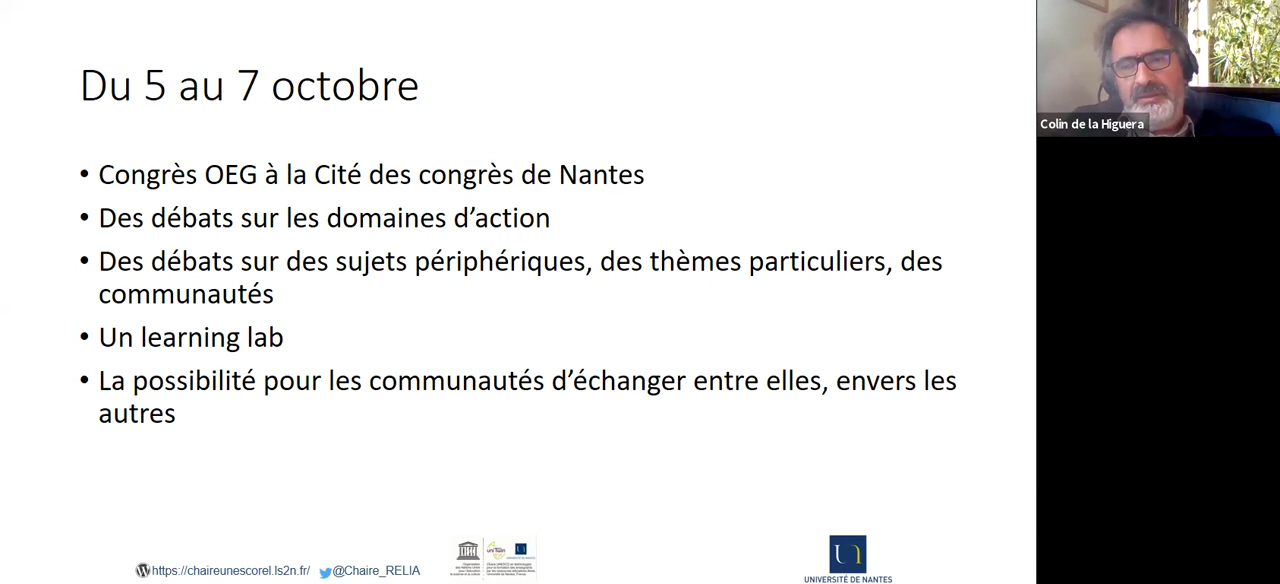 Du 5 au 7 octobre
• Congrès OEG à la Cité des congrès de Nantes
• Des débats sur les domaines d’action
• Des débats sur des sujets périphériques, des thèmes particuliers, des
communautés
• Un learning lab
• La possibilité pour les communautés d’échanger entre elles, envers les
autres
Colin de la Higuera
https://chaireunescorel.ls2n.fr/ @Chaire_RELIA
UNIVERSITÉ DE NANTES